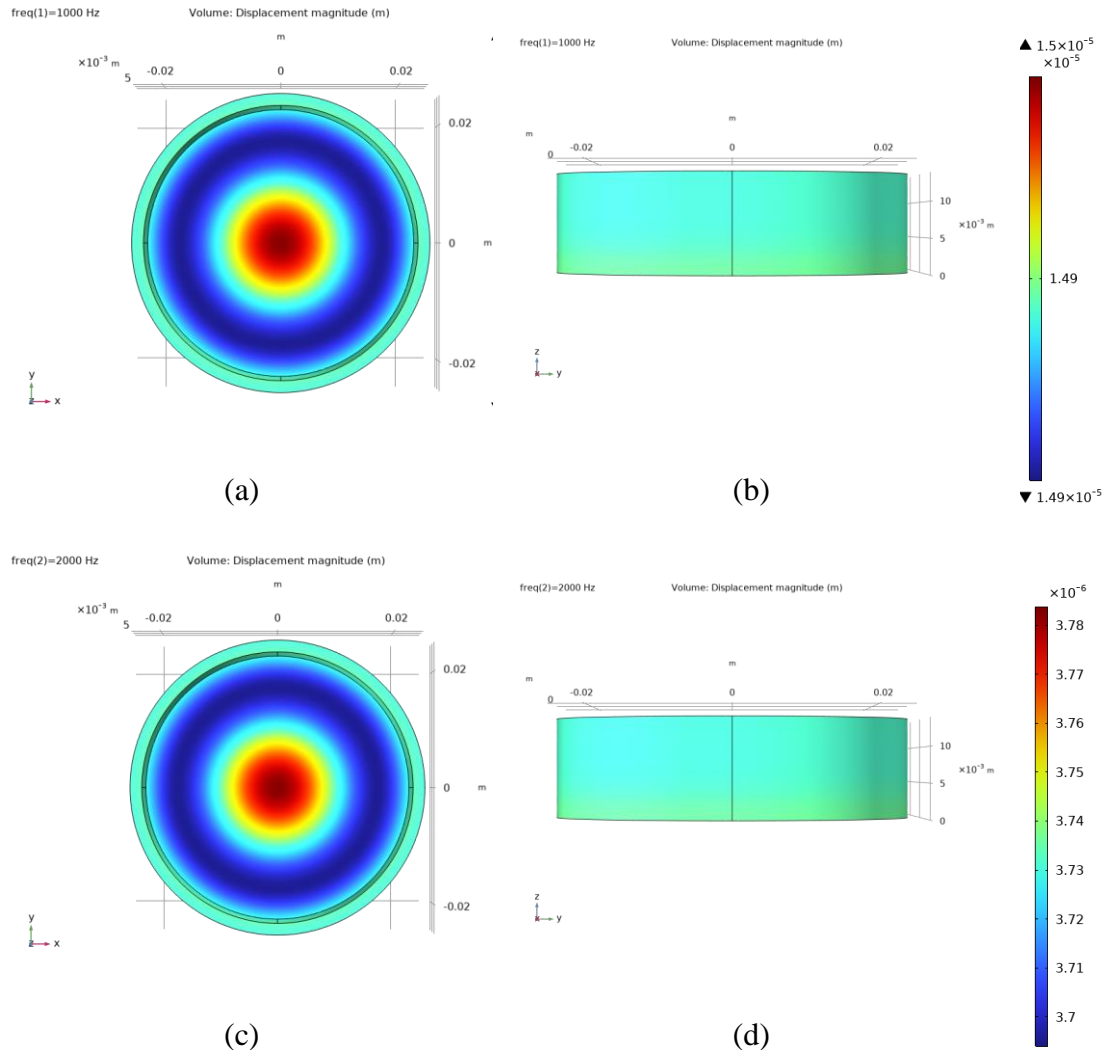 freq(1)=1000 Hz Volume: Displacement magnitude (m)
m
×10⁻³ m -0.02 0 0.02
5
0.02
0 m
-0.02
y
z x
(a)
freq(1)=1000 Hz Volume: Displacement magnitude (m)
m
m
0 -0.02 0 0.02
10
×10⁻³ m
5
0
z
x y
(b)
▲ 1.5×10⁻⁵
×10⁻⁵
1.49
▼ 1.49×10⁻⁵
freq(2)=2000 Hz Volume: Displacement magnitude (m)
m
×10⁻³ m -0.02 0 0.02
5
0.02
0 m
-0.02
y
z x
(c)
freq(2)=2000 Hz Volume: Displacement magnitude (m)
m
m
0 -0.02 0 0.02
10
×10⁻³ m
5
0
z
x y
(d)
×10⁻⁶
3.78
3.77
3.76
3.75
3.74
3.73
3.72
3.71
3.7